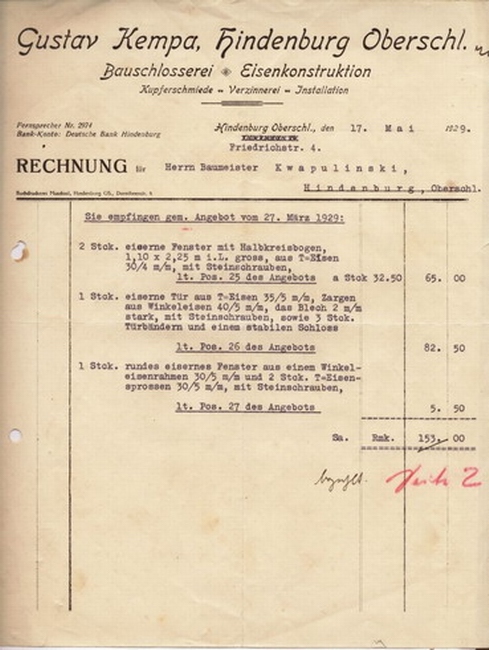 Gustav Kempa, Hindenburg Oberschl.
Bauschlosserei Eisenkonstruktion
Kupferschmiede - Verzinnerei - Installation
Fernsprecher Nr. 2974
Bank-Konto: Deutsche Bank Hindenburg
Hindenburg Oberschl., den 17. Mai 1929.
Friedrichstr. 4.
RECHNUNG für Herrn Baumeister Kwapulinski,
Hindenburg, Oberschl.
Sie empfingen gem. Angebot vom 27. März 1929:
2 Stck. eiserne Fenster mit Halbkreisbogen,
1,10 x 2,25 m i.L. gross, aus T=Eisen
30/4 m/m, mit Steinschrauben,
lt. Pos. 25 des Angebots a Stck 32.50 65. 00
1 Stck. eiserne Tür aus T=Eisen 35/5 m/m, Zargen
aus Winkeleisen 40/5 m/m, das Blech 2 m/m
stark, mit Steinschrauben, sowie 3 Stck.
Türbändern und einem stabilen Schloss
lt. Pos. 26 des Angebots 82. 50
1 Stck. rundes eisernes Fenster aus einem Winkel-
eisenrahmen 30/5 m/m und 2 Stck. T=Eisen-
sprossen 30/5 m/m, mit Steinschrauben,
lt. Pos. 27 des Angebots 5. 50
Sa. Rmk. 153. 00
bezahlt.